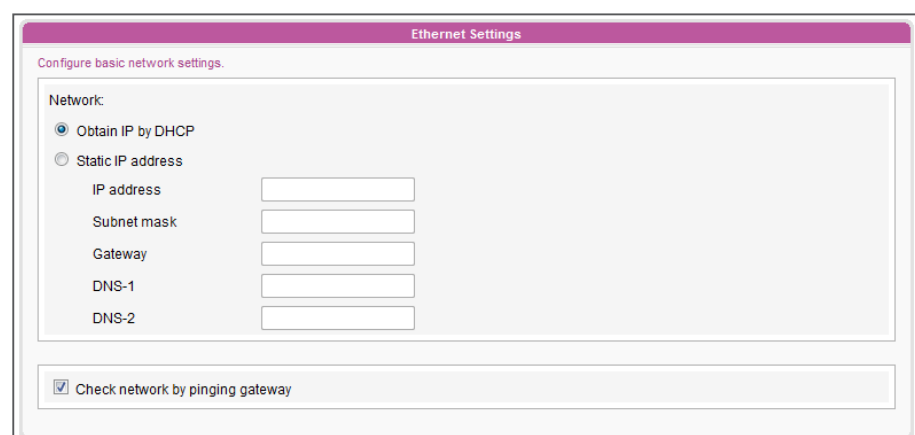 Ethernet Settings
Configure basic network settings.
Network:
Obtain IP by DHCP
Static IP address
IP address
Subnet mask
Gateway
DNS-1
DNS-2
Check network by pinging gateway